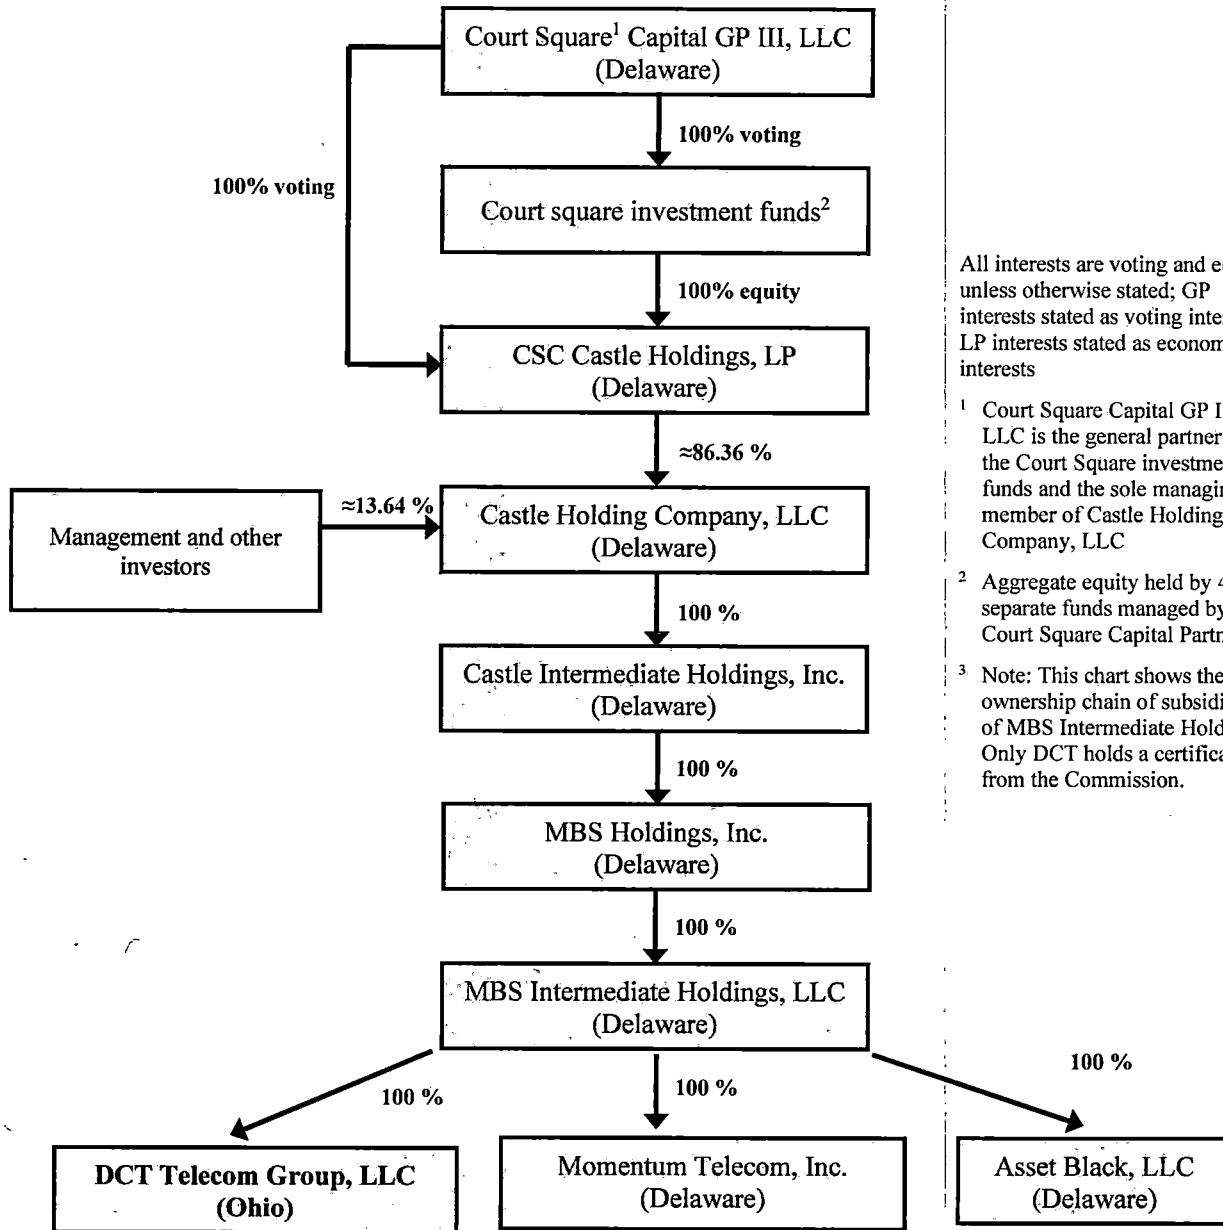 Court Square¹ Capital GP III, LLC
(Delaware)
100% voting
100% voting
Court square investment funds²
100% equity
CSC Castle Holdings, LP
(Delaware)
≈86.36 %
Management and other
investors
≈13.64 %
Castle Holding Company, LLC
(Delaware)
100 %
Castle Intermediate Holdings, Inc.
(Delaware)
100 %
MBS Holdings, Inc.
(Delaware)
100 %
MBS Intermediate Holdings, LLC
(Delaware)
100 %
100 %
100 %
DCT Telecom Group, LLC
(Ohio)
Momentum Telecom, Inc.
(Delaware)
Asset Black, LLC
(Delaware)
All interests are voting and
unless otherwise stated; GP
interests stated as voting
LP interests stated as
interests
¹ Court Square Capital GP
LLC is the general partner
the Court Square
funds and the sole
member of Castle Holding
Company, LLC
² Aggregate equity held by 4
separate funds managed by
Court Square Capital
³ Note: This chart shows the
ownership chain of
of MBS Intermediate
Only DCT holds a
from the Commission.